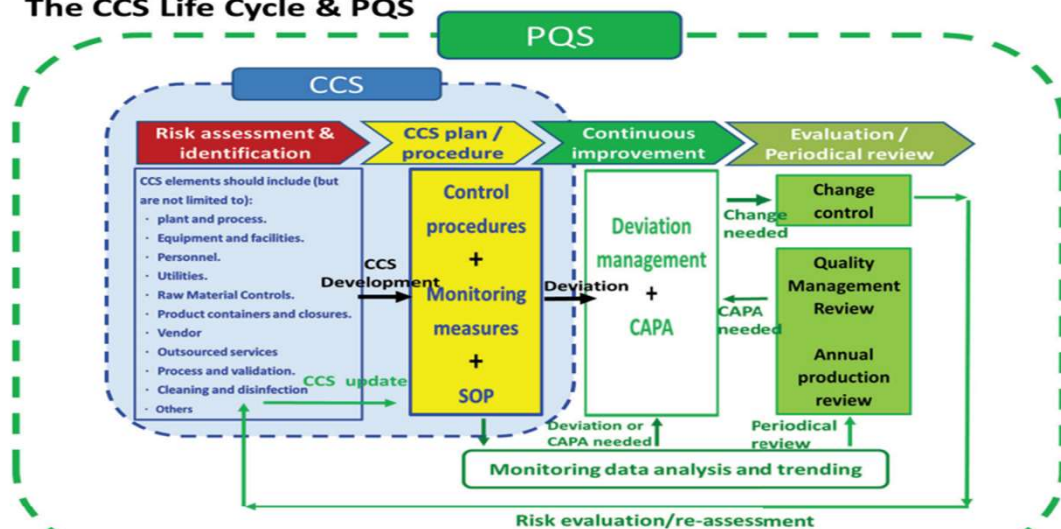 The CCS Life Cycle & PQS
PQS
CCS
Risk assessment &
identification
CCS plan /
procedure
Continuous
improvement
Evaluation /
Periodical review
CCS elements should include (but
are not limited to):
· plant and process.
· Equipment and facilities.
· Personnel.
· Utilities.
· Raw Material Controls.
· Product containers and closures.
· Vendor
· Outsourced services
· Process and validation.
· Cleaning and disinfection
· Others
CCS
Development
CCS update
Control
procedures
+
Monitoring
measures
+
SOP
Deviation
Deviation
management
+
CAPA
Change
needed
CAPA
needed
Change
control
Quality
Management
Review
Annual
production
review
Deviation or
CAPA needed
Periodical
review
Monitoring data analysis and trending
Risk evaluation/re-assessment